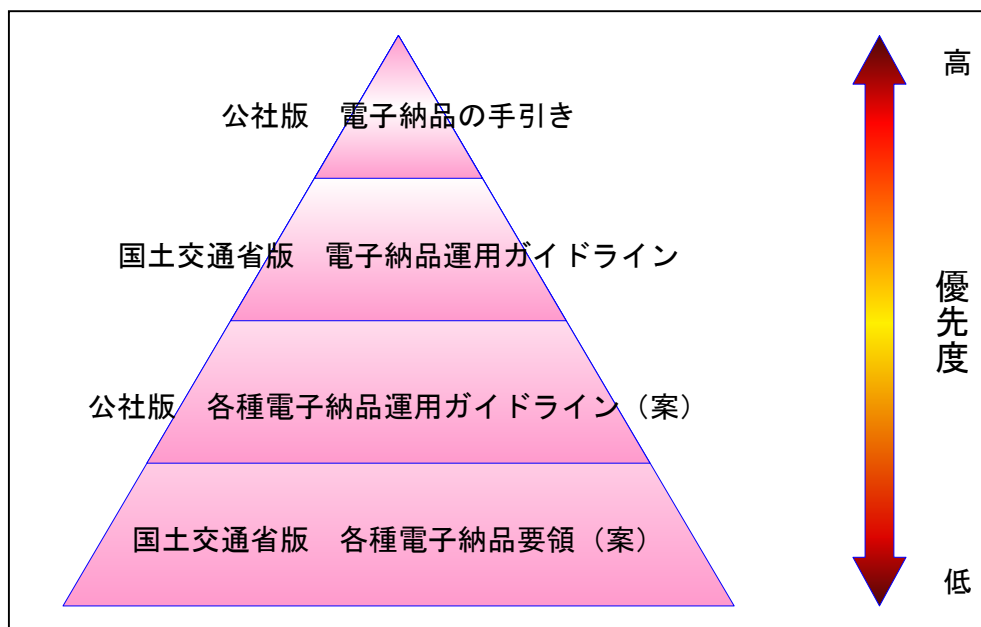 高
公社版　電子納品の手引き
国土交通省版　電子納品運用ガイドライン
優先度
公社版　各種電子納品運用ガイドライン（案）
国土交通省版　各種電子納品要領（案）
低